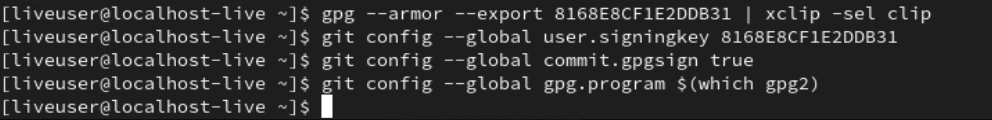 [liveuser@localhost-live ~]$ gpg --armor --export 8168E8CF1E2DDB31 | xclip -sel clip
[liveuser@localhost-live ~]$ git config --global user.signingkey 8168E8CF1E2DDB31
[liveuser@localhost-live ~]$ git config --global commit.gpgsign true
[liveuser@localhost-live ~]$ git config --global gpg.program $(which gpg2)
[liveuser@localhost-live ~]$